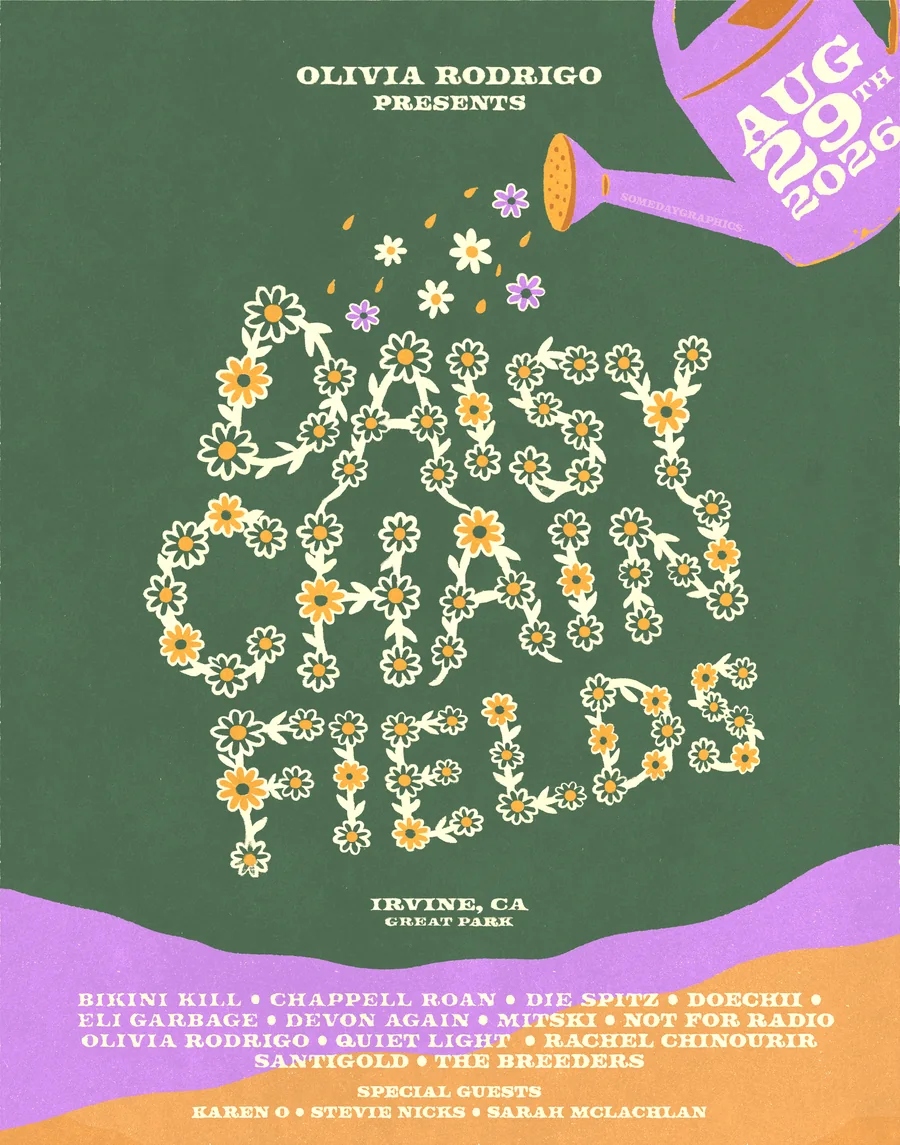 OLIVIA RODRIGO
PRESENTS
AUG
29TH
2026
SOMEDAYGRAPHICS
DAISY
CHAIN
FIELDS
IRVINE, CA
GREAT PARK
BIKINI KILL • CHAPPELL ROAN • DIE SPITZ • DOECHII •
ELI GARBAGE • DEVON AGAIN • MITSKI • NOT FOR RADIO
OLIVIA RODRIGO • QUIET LIGHT • RACHEL CHINOURIR
SANTIGOLD • THE BREEDERS
SPECIAL GUESTS
KAREN O • STEVIE NICKS • SARAH MCLACHLAN